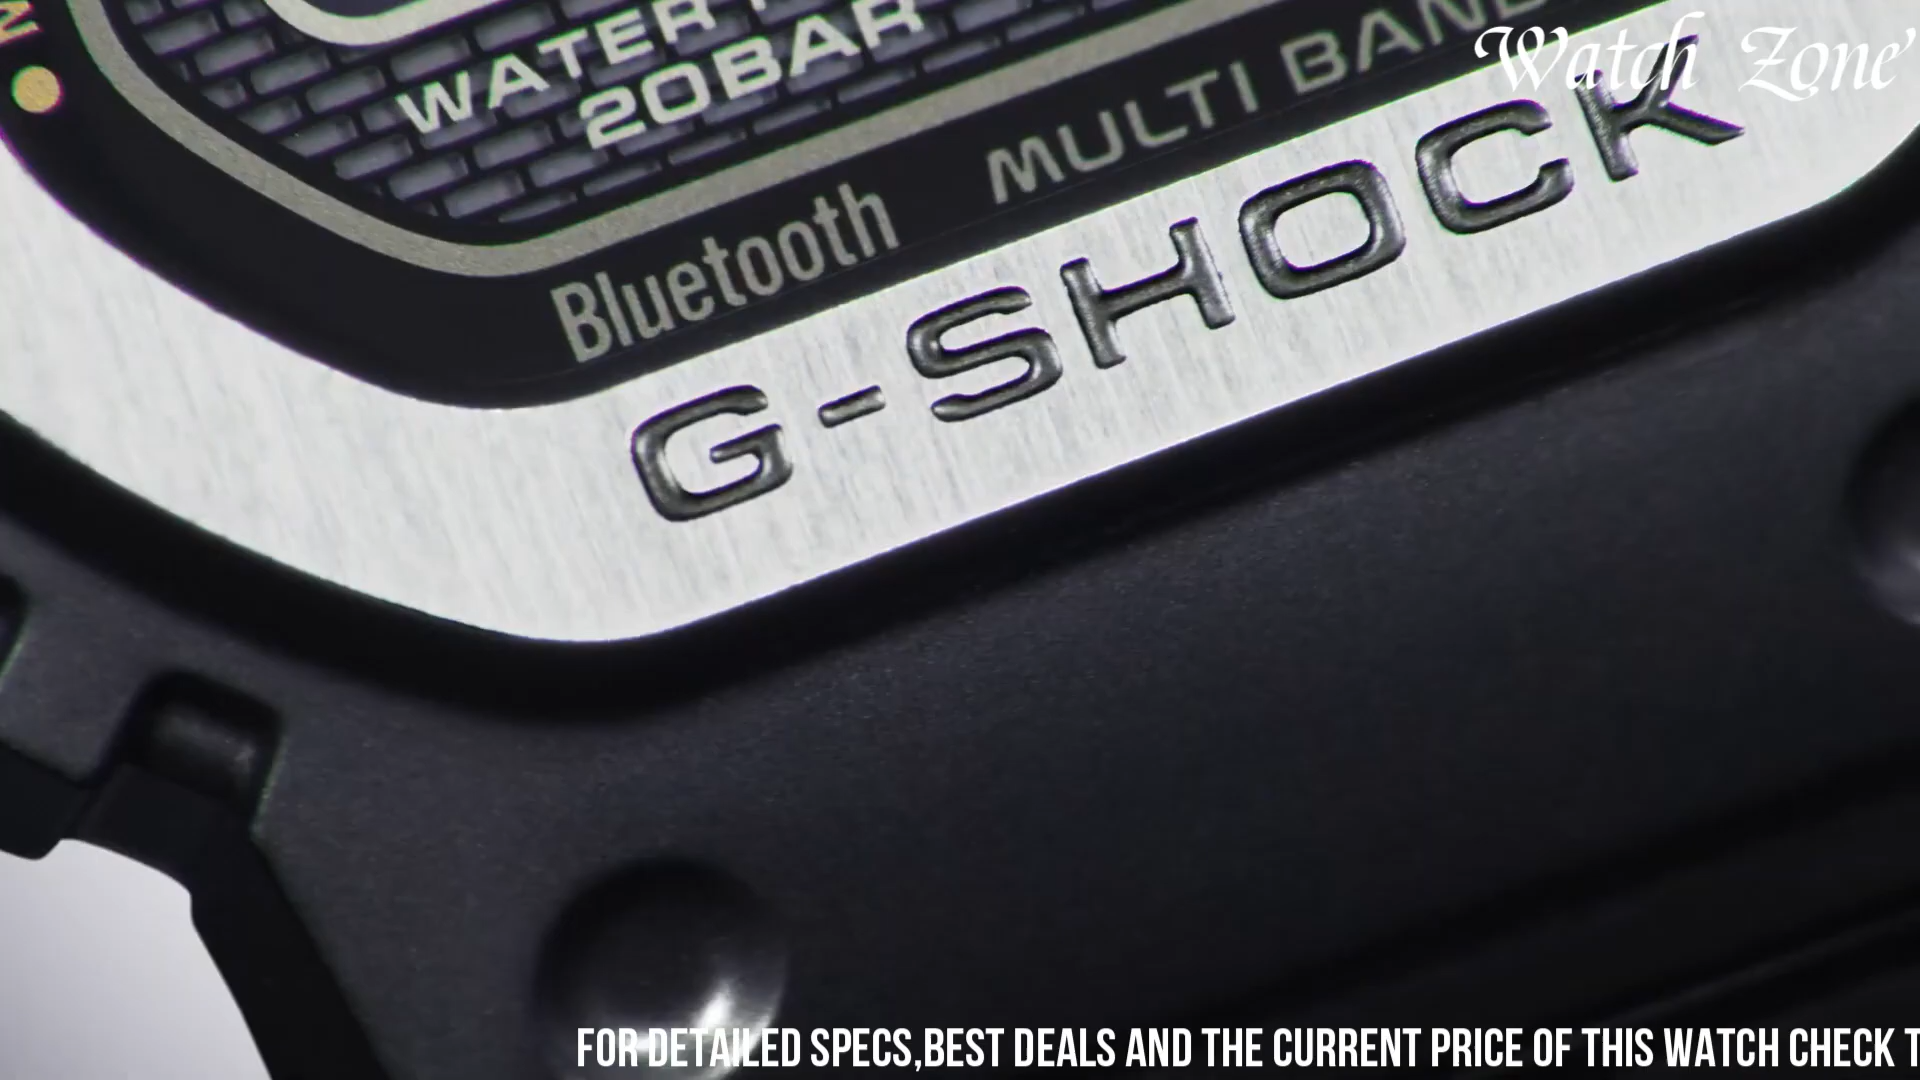 Watch Zone
WATER
20BAR
MULTI BAND
Bluetooth
G-SHOCK
FOR DETAILED SPECS,BEST DEALS AND THE CURRENT PRICE OF THIS WATCH CHECK T